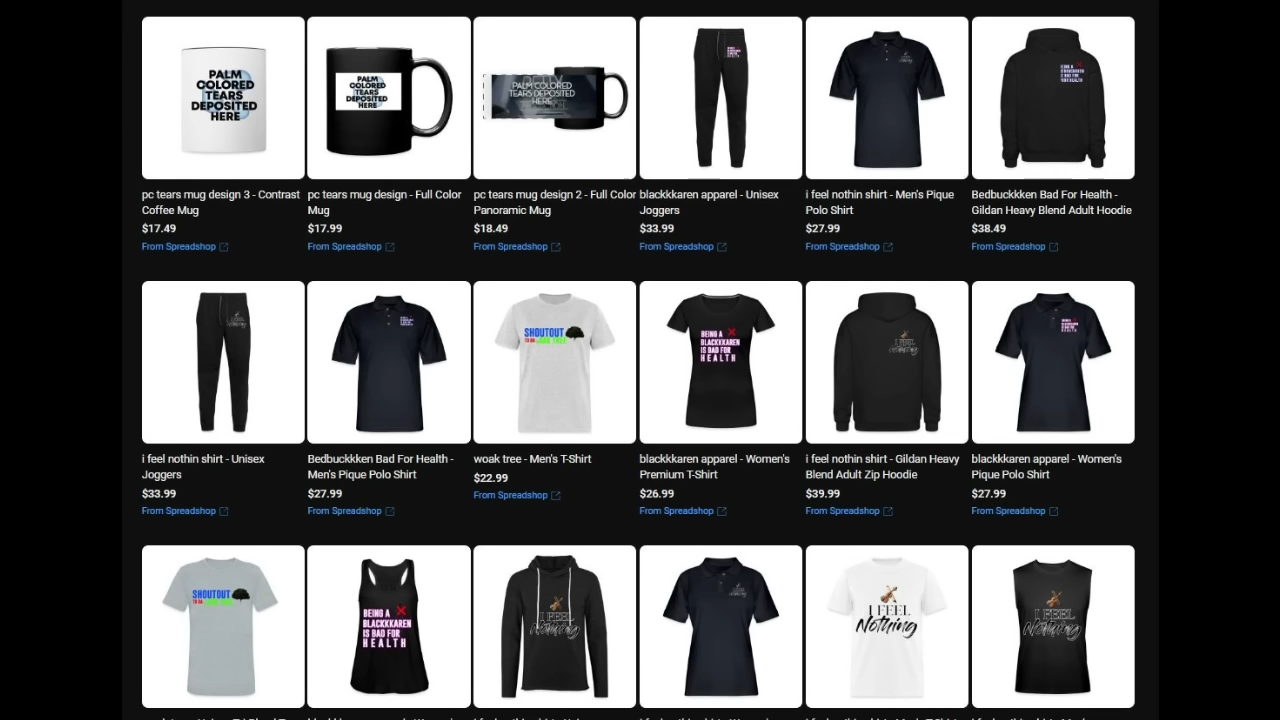 PALM
COLORED
TEARS
DEPOSITED
HERE
PALM
COLORED
TEARS
DEPOSITED
HERE
PALM COLORED
TEARS DEPOSITED
HERE
pc tears mug design 3 - Contrast
Coffee Mug
$17.49
From Spreadshop
pc tears mug design - Full Color
Mug
$17.99
From Spreadshop
pc tears mug design 2 - Full Color
Panoramic Mug
$18.49
From Spreadshop
blackkkaren apparel - Unisex
Joggers
$33.99
From Spreadshop
i feel nothin shirt - Men's Pique
Polo Shirt
$27.99
From Spreadshop
Bedbuckkken Bad For Health -
Gildan Heavy Blend Adult Hoodie
$38.49
From Spreadshop
SHOUTOUT
BEING A
BLACKKKAREN
IS BAD FOR
HEALTH
I FEEL
Nothing
i feel nothin shirt - Unisex
Joggers
$33.99
From Spreadshop
Bedbuckkken Bad For Health -
Men's Pique Polo Shirt
$27.99
From Spreadshop
woak tree - Men's T-Shirt
$22.99
From Spreadshop
blackkkaren apparel - Women's
Premium T-Shirt
$26.99
From Spreadshop
i feel nothin shirt - Gildan Heavy
Blend Adult Zip Hoodie
$39.99
From Spreadshop
blackkkaren apparel - Women's
Pique Polo Shirt
$27.99
From Spreadshop
SHOUTOUT
BEING A
BLACKKKAREN
IS BAD FOR
HEALTH
I FEEL
Nothing
I FEEL
Nothing
I FEEL
Nothing